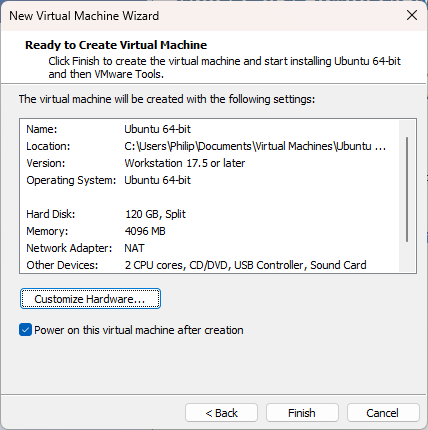 New Virtual Machine Wizard
Ready to Create Virtual Machine
Click Finish to create the virtual machine and start installing Ubuntu 64-bit
and then VMware Tools.
The virtual machine will be created with the following settings:
Name: Ubuntu 64-bit
Location: C:\Users\Philip\Documents\Virtual Machines\Ubuntu ...
Version: Workstation 17.5 or later
Operating System: Ubuntu 64-bit
Hard Disk: 120 GB, Split
Memory: 4096 MB
Network Adapter: NAT
Other Devices: 2 CPU cores, CD/DVD, USB Controller, Sound Card
Customize Hardware...
Power on this virtual machine after creation
< Back Finish Cancel